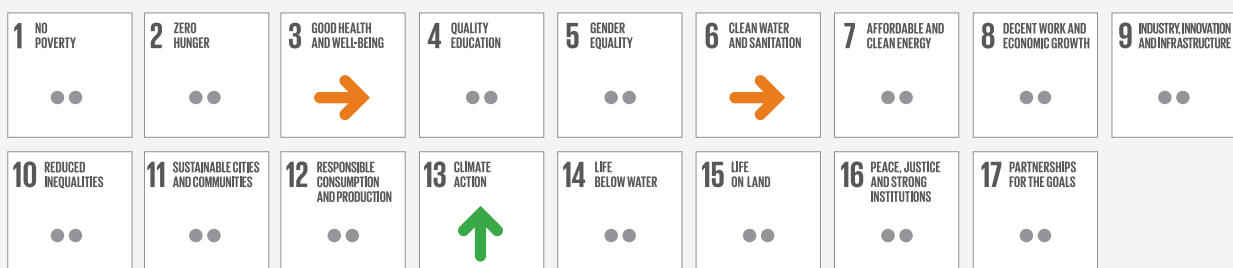 1 NO POVERTY
2 ZERO HUNGER
3 GOOD HEALTH AND WELL-BEING
4 QUALITY EDUCATION
5 GENDER EQUALITY
6 CLEAN WATER AND SANITATION
7 AFFORDABLE AND CLEAN ENERGY
8 DECENT WORK AND ECONOMIC GROWTH
9 INDUSTRY, INNOVATION AND INFRASTRUCTURE
10 REDUCED INEQUALITIES
11 SUSTAINABLE CITIES AND COMMUNITIES
12 RESPONSIBLE CONSUMPTION AND PRODUCTION
13 CLIMATE ACTION
14 LIFE BELOW WATER
15 LIFE ON LAND
16 PEACE, JUSTICE AND STRONG INSTITUTIONS
17 PARTNERSHIPS FOR THE GOALS